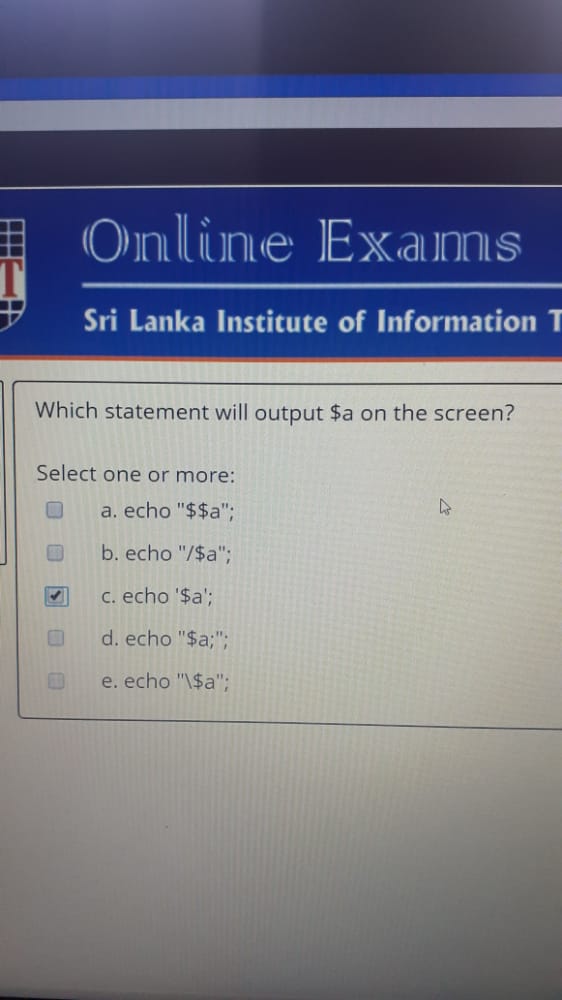 T
Online Exams
Sri Lanka Institute of Information T
Which statement will output $a on the screen?
Select one or more:
a. echo "$$a";
b. echo "/$a";
c. echo '$a';
d. echo "$a;";
e. echo "\$a";